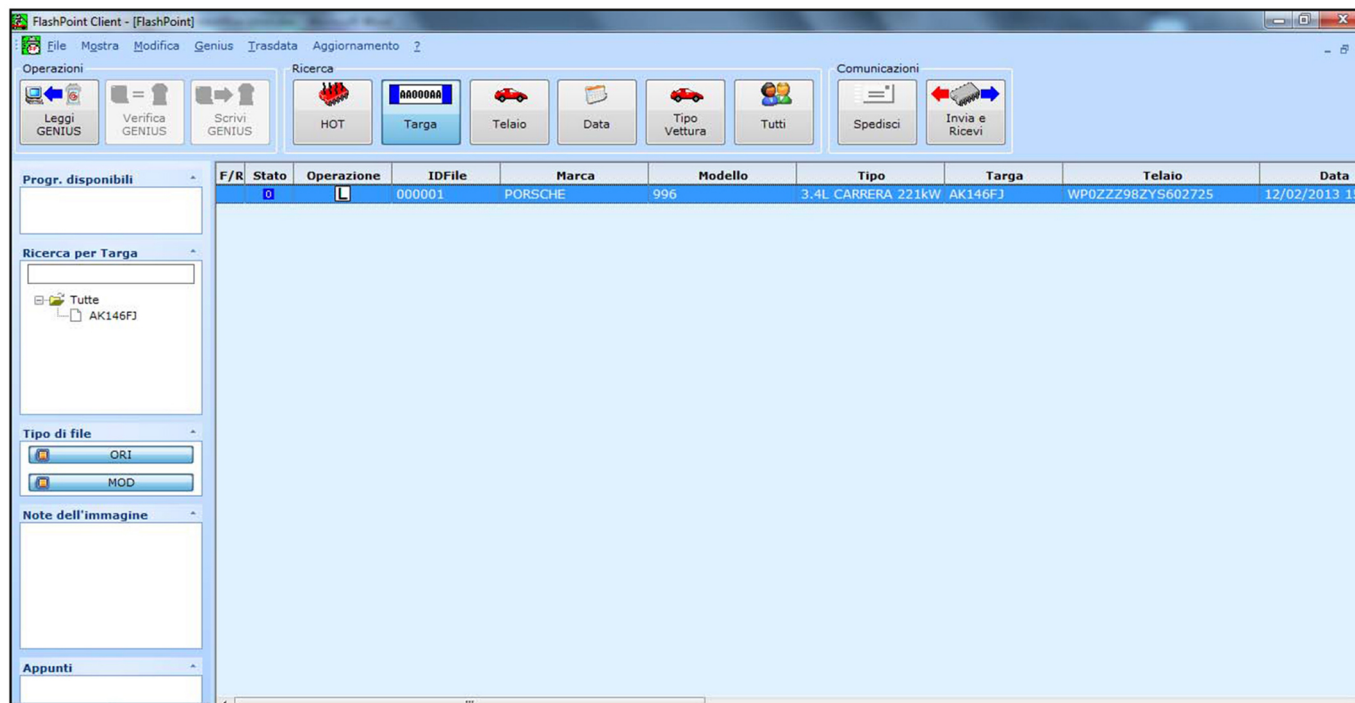 FlashPoint Client - [FlashPoint]
File Mostra Modifica Genius Trasdata Aggiornamento ?
Operazioni Ricerca Comunicazioni
Leggi GENIUS
Verifica GENIUS
Scrivi GENIUS
HOT
AA000AA
Targa
Telaio
Data
Tipo Vettura
Tutti
Spedisci
Invia e Ricevi
Progr. disponibili
Ricerca per Targa
Tutte
AK146FJ
Tipo di file
ORI
MOD
Note dell'immagine
Appunti
F/R Stato Operazione IDFile Marca Modello Tipo Targa Telaio Data
0 L 000001 PORSCHE 996 3.4L CARRERA 221kW AK146FJ WP0ZZZ98ZYS602725 12/02/2013